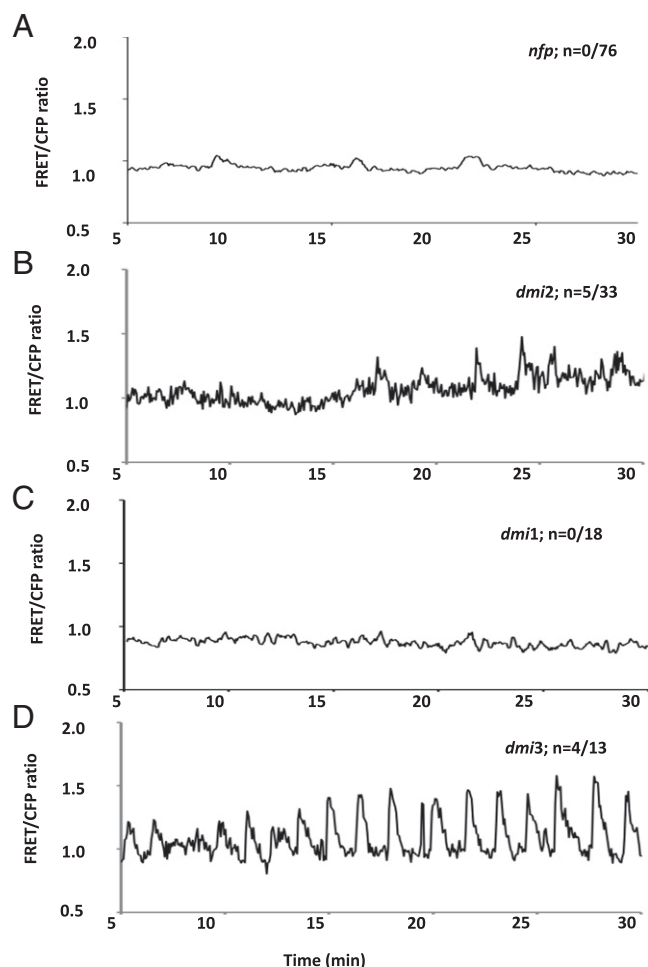 A
2.0
nfp; n=0/76
1.5
FRET/CFP ratio
1.0
0.5
5 10 15 20 25 30
B
2.0
dmi2; n=5/33
1.5
FRET/CFP ratio
1.0
0.5
5 10 15 20 25 30
C
2.0
dmi1; n=0/18
1.5
FRET/CFP ratio
1.0
0.5
5 10 15 20 25 30
D
2.0
dmi3; n=4/13
1.5
FRET/CFP ratio
1.0
0.5
5 10 15 20 25 30
Time (min)